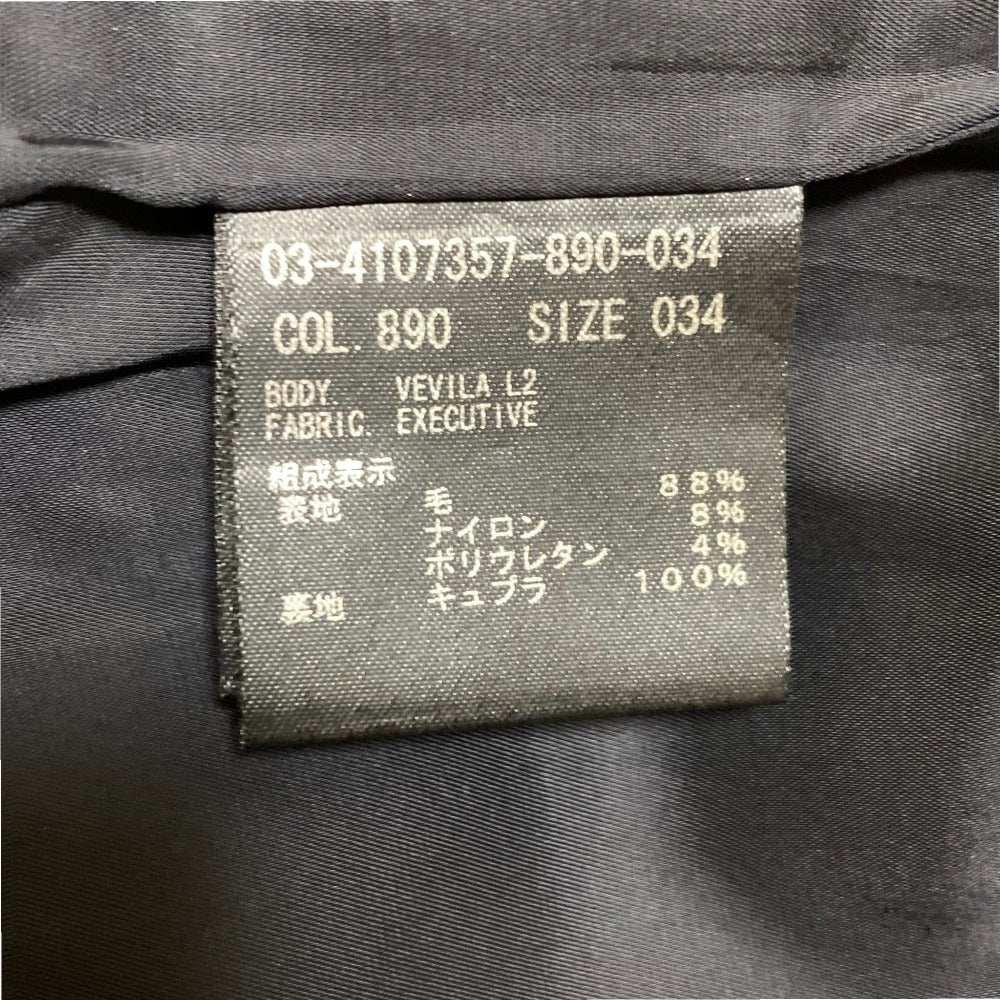 03-4107357-890-034
COL. 890 SIZE 034
BODY. VEVILA L2
FABRIC. EXECUTIVE
組成表示
表地 毛 88%
ナイロン 8%
ポリウレタン 4%
裏地 キュプラ 100%